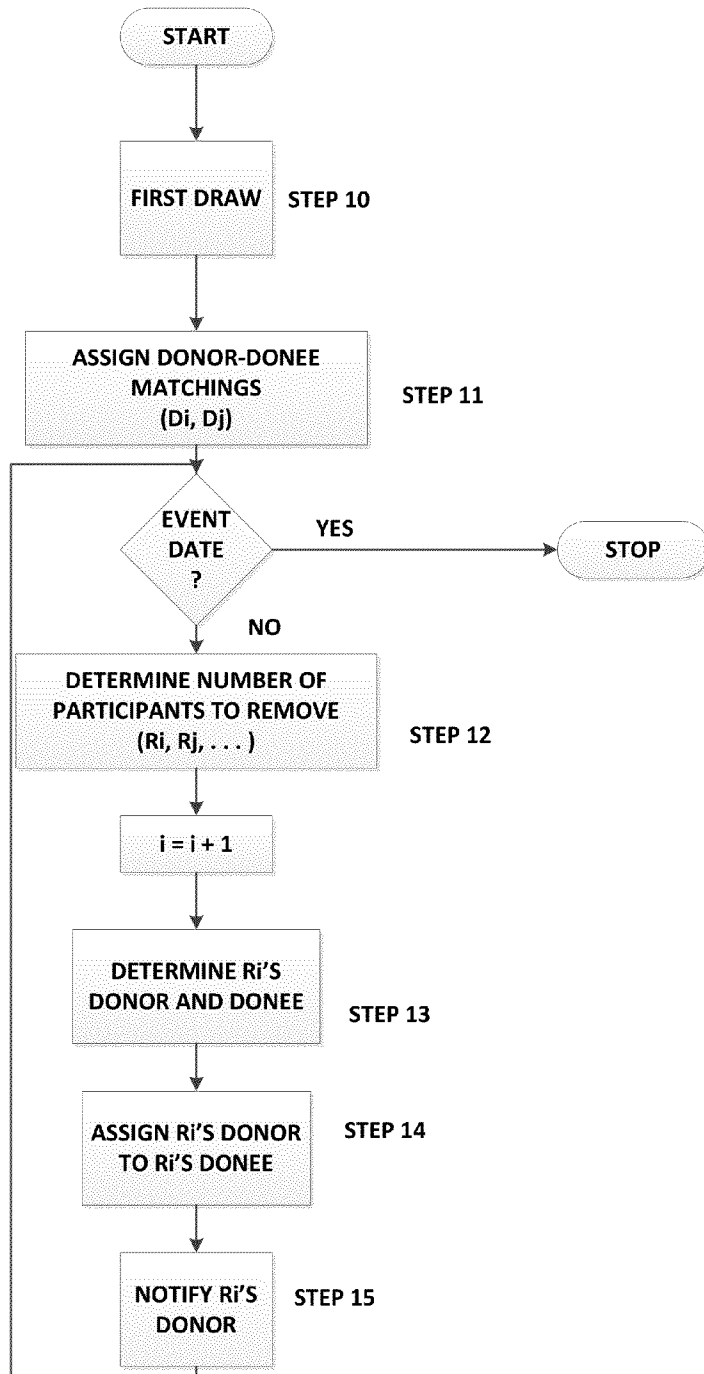 START
FIRST DRAW
STEP 10
ASSIGN DONOR-DONEE
MATCHINGS
(Di, Dj)
STEP 11
EVENT
DATE
?
YES
STOP
NO
DETERMINE NUMBER OF
PARTICIPANTS TO REMOVE
(Ri, Rj, . . . )
STEP 12
i = i + 1
DETERMINE Ri'S
DONOR AND DONEE
STEP 13
ASSIGN Ri'S DONOR
TO Ri'S DONEE
STEP 14
NOTIFY Ri'S
DONOR
STEP 15